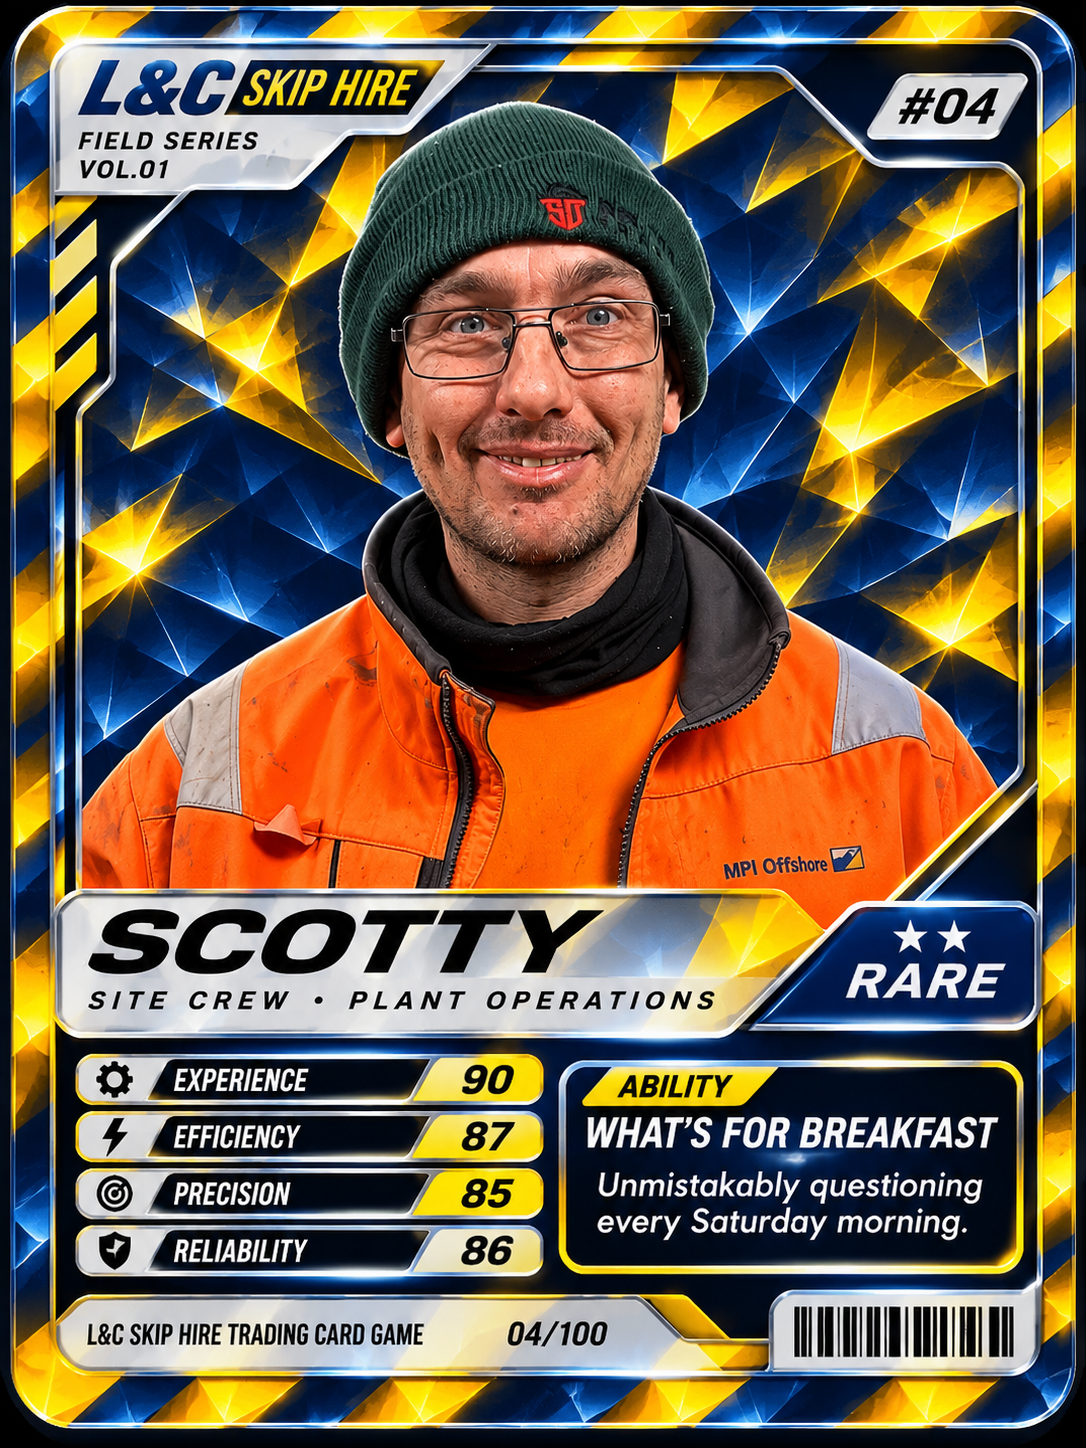 L&C SKIP HIRE
FIELD SERIES
VOL.01
#04
SD
MPI Offshore
SCOTTY
SITE CREW • PLANT OPERATIONS
★★
RARE
EXPERIENCE 90
EFFICIENCY 87
PRECISION 85
RELIABILITY 86
ABILITY
WHAT'S FOR BREAKFAST
Unmistakably questioning
every Saturday morning.
L&C SKIP HIRE TRADING CARD GAME 04/100